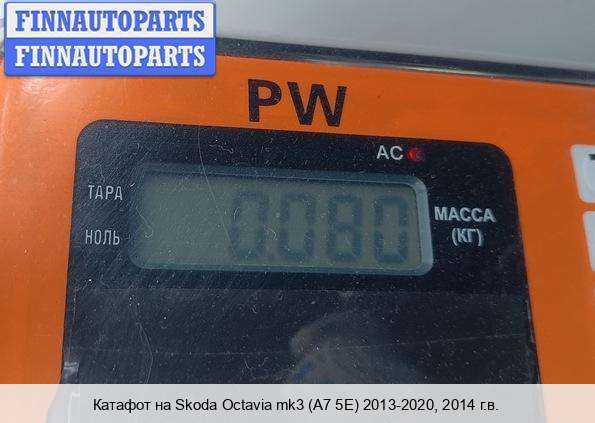 FINNAUTOPARTS
FINNAUTOPARTS
PW
AC
ТАРА
НОЛЬ
0.080
МАССА
(КГ)
Катафот на Skoda Octavia mk3 (A7 5E) 2013-2020, 2014 г.в.